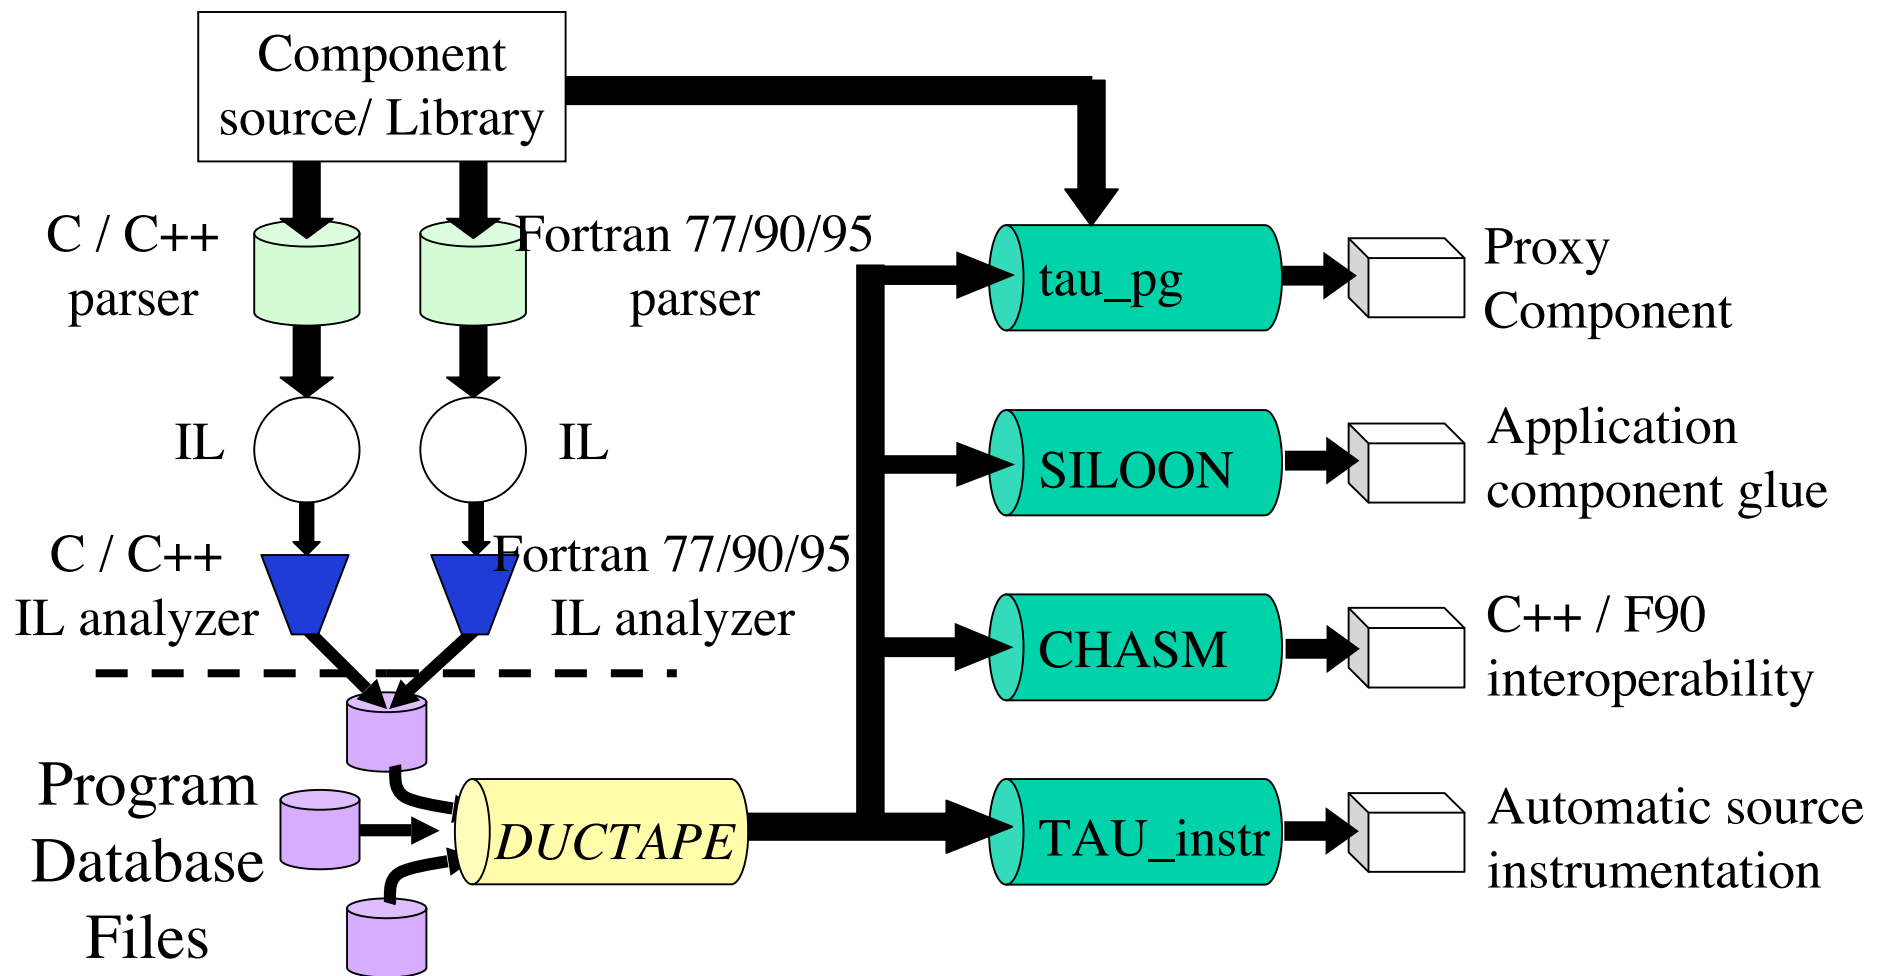 Component
source/ Library
C / C++
parser
Fortran 77/90/95
parser
IL
IL
C / C++
IL analyzer
Fortran 77/90/95
IL analyzer
Program
Database
Files
DUCTAPE
tau_pg
Proxy
Component
SILOON
Application
component glue
CHASM
C++ / F90
interoperability
TAU_instr
Automatic source
instrumentation